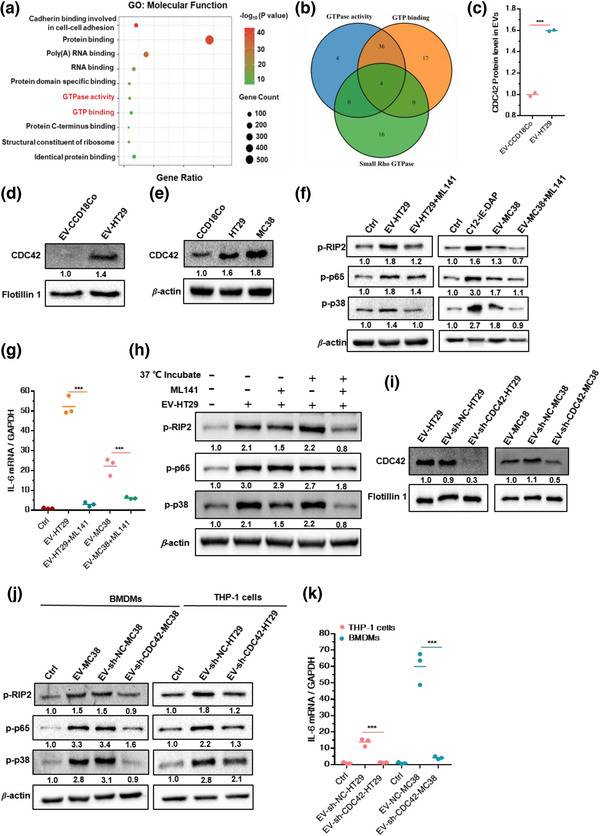 (a)
GO: Molecular Function
Cadherin binding involved
in cell-cell adhesion
Protein binding
Poly(A) RNA binding
RNA binding
Protein domain specific binding
GTPase activity
GTP binding
Protein C-terminus binding
Structural constituent of ribosome
Identical protein binding
Gene Ratio
-log10 (P value)
40
30
20
10
Gene Count
100
200
300
400
500
(b)
GTPase activity
GTP binding
4
36
17
4
0
0
16
Small Rho GTPase
(c)
CDC42 Protein level in EVs
1.8
1.6
1.4
1.2
1.0
0.8
***
EV-CCD18Co
EV-HT29
(d)
EV-CCD18Co
EV-HT29
CDC42
1.0 1.4
Flotillin 1
(e)
CCD18Co
HT29
MC38
CDC42
1.0 1.6 1.8
β-actin
(f)
Ctrl
EV-HT29
EV-HT29+ML141
Ctrl
C12-iE-DAP
EV-MC38
EV-MC38+ML141
p-RIP2
1.0 1.8 1.2 1.0 1.6 1.3 0.7
p-p65
1.0 1.8 1.4 1.0 3.0 1.7 1.1
p-p38
1.0 1.4 1.0 1.0 2.7 1.8 0.9
β-actin
(g)
IL-6 mRNA / GAPDH
60
50
40
30
20
10
0
***
***
Ctrl
EV-HT29
EV-HT29+ML141
EV-MC38
EV-MC38+ML141
(h)
37 °C Incubate - - - + +
ML141 - - + - +
EV-HT29 - + + + +
p-RIP2
1.0 2.1 1.5 2.2 0.8
p-p65
1.0 3.0 2.9 2.7 1.8
p-p38
1.0 2.1 1.5 2.2 0.8
β-actin
(i)
EV-HT29
EV-sh-NC-HT29
EV-sh-CDC42-HT29
EV-MC38
EV-sh-NC-MC38
EV-sh-CDC42-MC38
CDC42
1.0 0.9 0.3 1.0 1.1 0.5
Flotillin 1
(j)
BMDMs
THP-1 cells
Ctrl
EV-MC38
EV-sh-NC-MC38
EV-sh-CDC42-MC38
Ctrl
EV-sh-NC-HT29
EV-sh-CDC42-HT29
p-RIP2
1.0 1.5 1.5 0.9 1.0 1.8 1.2
p-p65
1.0 3.3 3.4 1.6 1.0 2.2 1.3
p-p38
1.0 2.8 3.1 0.9 1.0 2.8 2.1
β-actin
(k)
THP-1 cells
BMDMs
IL-6 mRNA / GAPDH
80
70
60
50
40
30
20
10
0
***
***
Ctrl
EV-sh-NC-HT29
EV-sh-CDC42-HT29
Ctrl
EV-NC-MC38
EV-sh-CDC42-MC38